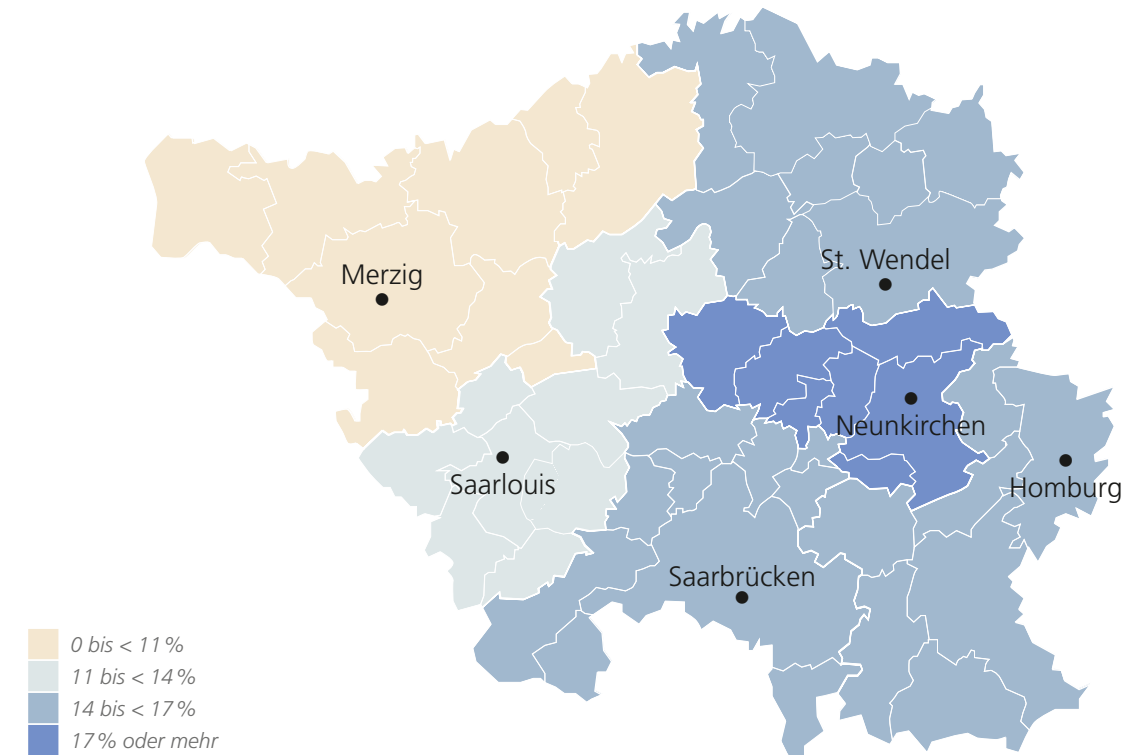 St. Wendel
Merzig
Neunkirchen
Saarlouis
Homburg
Saarbrücken
0 bis < 11 %
11 bis < 14 %
14 bis < 17 %
17 % oder mehr